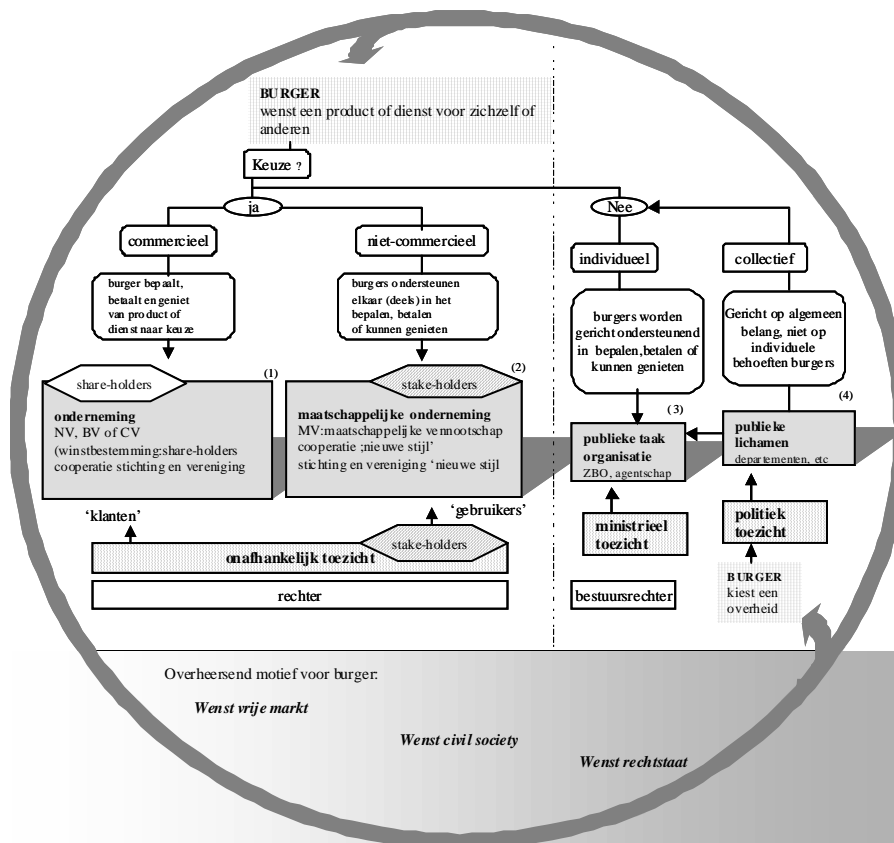 BURGER
wenst een product of dienst voor zichzelf of
anderen
Keuze ?
ja
Nee
commercieel
niet-commercieel
individueel
collectief
burger bepaalt,
betaalt en geniet
van product of
dienst naar keuze
burgers ondersteunen
elkaar (deels) in het
bepalen, betalen
of kunnen genieten
burgers worden
gericht ondersteunend
in bepalen,betalen of
kunnen genieten
Gericht op algemeen
belang, niet op
individuele
behoeften burgers
share-holders
(1)
onderneming
NV, BV of CV
(winstbestemming:share-holders
cooperatie stichting en vereniging
stake-holders
(2)
maatschappelijke onderneming
MV:maatschappelijke vennootschap
cooperatie ;nieuwe stijl’
stichting en vereniging ‘nieuwe stijl
(3)
publieke taak
organisatie
ZBO, agentschap
(4)
publieke
lichamen
departementen, etc
‘klanten’
‘gebruikers’
onafhankelijk toezicht
stake-holders
rechter
ministrieel
toezicht
bestuursrechter
politiek
toezicht
BURGER
kiest een
overheid
Overheersend motief voor burger:
Wenst vrije markt
Wenst civil society
Wenst rechtstaat